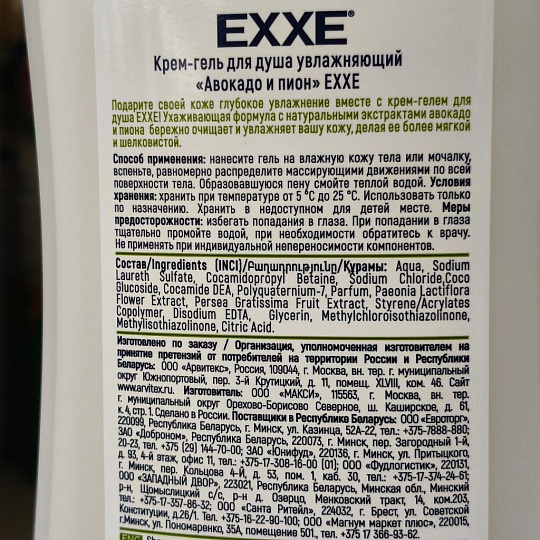 EXXE®
Крем-гель для душа увлажняющий
«Авокадо и пион» EXXE
Подарите своей коже глубокое увлажнение вместе с крем-гелем для
душа EXXE! Ухаживающая формула с натуральными экстрактами авокадо
и пиона бережно очищает и увлажняет вашу кожу, делая ее более мягкой
и шелковистой.
Способ применения: нанесите гель на влажную кожу тела или мочалку,
вспеньте, равномерно распределите массирующими движениями по всей
поверхности тела. Образовавшуюся пену смойте теплой водой. Условия
хранения: хранить при температуре от 5 °C до 25 °C. Использовать только
по назначению. Хранить в недоступном для детей месте. Меры
предосторожности: избегать попадания в глаза. При попадании в глаза
тщательно промойте водой, при необходимости обратитесь к врачу.
Не применять при индивидуальной непереносимости компонентов.
Состав/Ingredients (INCI)/Բաղադրությունը/Құрамы: Aqua, Sodium
Laureth Sulfate, Cocamidopropyl Betaine, Sodium Chloride,Coco
Glucoside, Cocamide DEA, Polyquaternium-7, Parfum, Paeonia Lactiflora
Flower Extract, Persea Gratissima Fruit Extract, Styrene/Acrylates
Copolymer, Disodium EDTA, Glycerin, Methylchloroisothiazolinone,
Methylisothiazolinone, Citric Acid.
Изготовлено по заказу / Организация, уполномоченная изготовителем на
принятие претензий от потребителей на территории России и Республики
Беларусь: ООО «Арвитекс», Россия, 109044, г. Москва, вн. тер. г. муниципальный
округ Южнопортовый, пер. 3-й Крутицкий, д. 11, помещ. XLVIII, ком. 46. Сайт
www.arvitex.ru. Изготовитель: ООО «МАКСИ», 115563, г. Москва, вн. тер.
г. муниципальный округ Орехово-Борисово Северное, ш. Каширское, д. 61,
к.4, стр. 1. Сделано в России. Поставщики в Республике Беларусь: ООО «Евроторг»,
220099, Республика Беларусь, г. Минск, ул. Казинца, 52А-22, тел.: +375-7888-880;
ЗАО «Доброном», Республика Беларусь, 220073, г. Минск, пер. Загородный 1-й,
20-23, тел. +375 (29) 144-70-00; ЗАО «Юнифуд», 220136, г. Минск, ул. Притыцкого,
д. 93, 4-й этаж, офис 11, тел.: +375-17-308-16-00 (01); ООО «Фудлогистик», 220131,
г. Минск, пер. Кольцова 4-й, д. 53, пом. 1, каб. 30, тел.: +375-17-374-24-61;
ООО «ЗАПАДНЫЙ ДВОР», 223021, Республика Беларусь, Минская обл., Минский
р-н, Щомыслицкий с/с, р-н д. Озерцо, Менковский тракт, 14, ком.203,
тел.: +375-17-357-86-32; ООО «Санта Ритейл», 224032, г. Брест, ул. Советской
Конституции, д.26/1. Тел: +375-16-22-90-100; ООО «Магнум маркет плюс», 220015,
г.Минск, ул. Пономаренко, 35А, помещение 501., тел. +375 17 366-93-62.
ENG